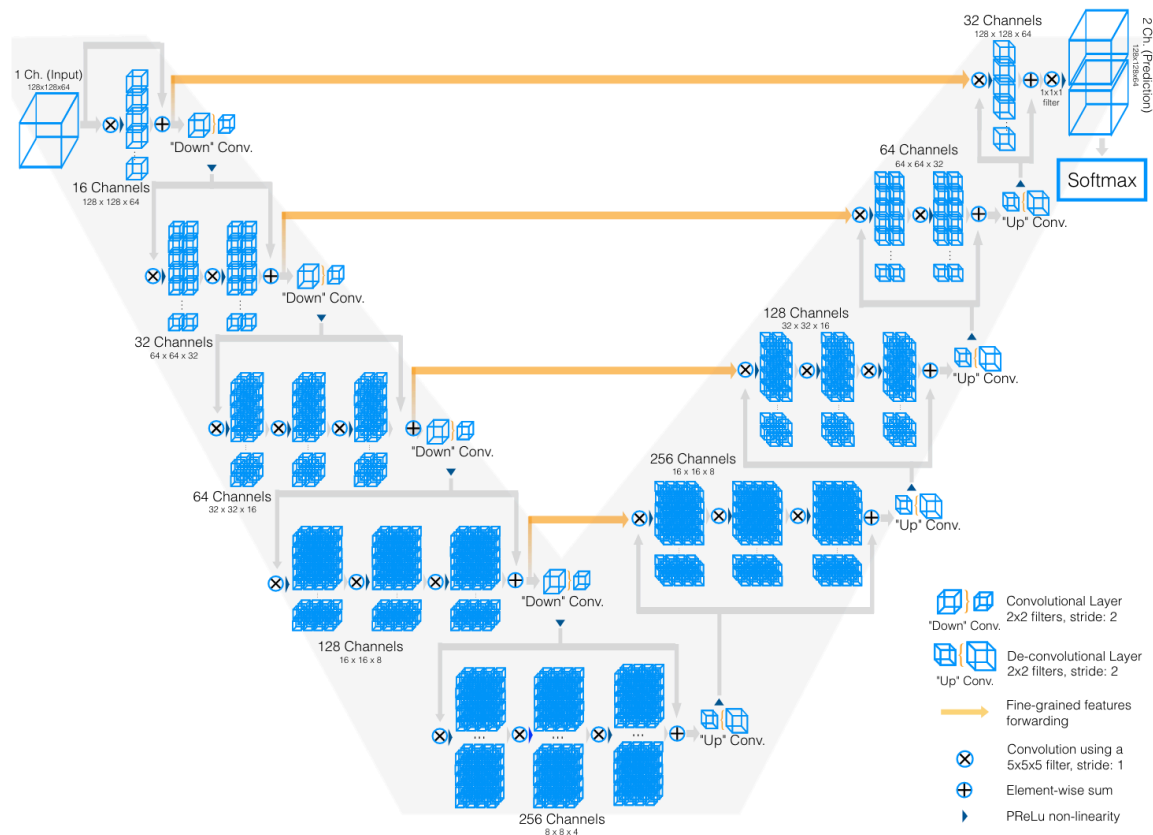 1 Ch. (Input)
128x128x64
"Down" Conv.
16 Channels
128 x 128 x 64
"Down" Conv.
32 Channels
64 x 64 x 32
"Down" Conv.
64 Channels
32 x 32 x 16
"Down" Conv.
128 Channels
16 x 16 x 8
...
...
...
256 Channels
8 x 8 x 4
"Up" Conv.
256 Channels
16 x 16 x 8
"Up" Conv.
128 Channels
32 x 32 x 16
"Up" Conv.
64 Channels
64 x 64 x 32
"Up" Conv.
32 Channels
128 x 128 x 64
1x1x1
filter
2 Ch. (Prediction)
128x128x64
Softmax
"Down" Conv.
Convolutional Layer
2x2 filters, stride: 2
"Up" Conv.
De-convolutional Layer
2x2 filters, stride: 2
Fine-grained features
forwarding
Convolution using a
5x5x5 filter, stride: 1
Element-wise sum
PReLu non-linearity